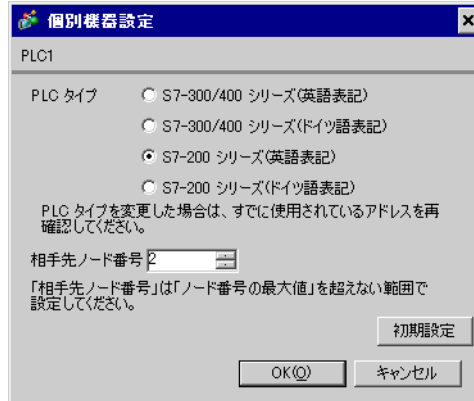 個別機器設定
PLC1
PLC タイプ
S7-300/400 シリーズ(英語表記)
S7-300/400 シリーズ(ドイツ語表記)
S7-200 シリーズ(英語表記)
S7-200 シリーズ(ドイツ語表記)
PLC タイプを変更した場合は、すでに使用されているアドレスを再
確認してください。
相手先ノード番号 2
「相手先ノード番号」は「ノード番号の最大値」を超えない範囲で
設定してください。
初期設定
OK(O) キャンセル